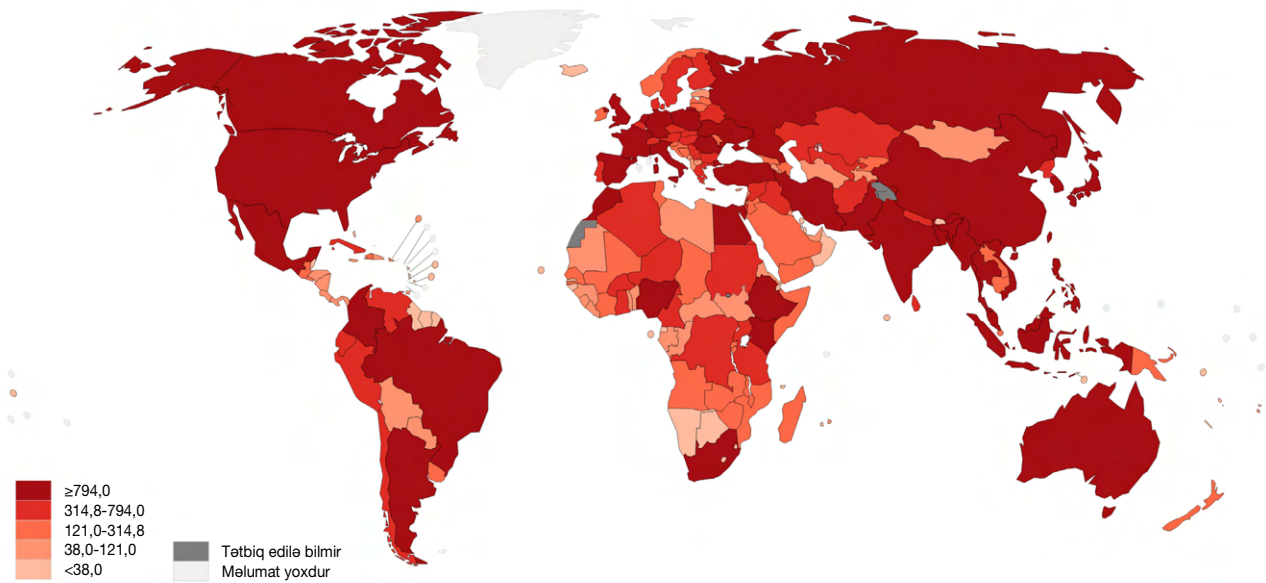 ≥794,0
314,8-794,0
121,0-314,8
38,0-121,0
<38,0
Tətbiq edilə bilmir
Məlumat yoxdur